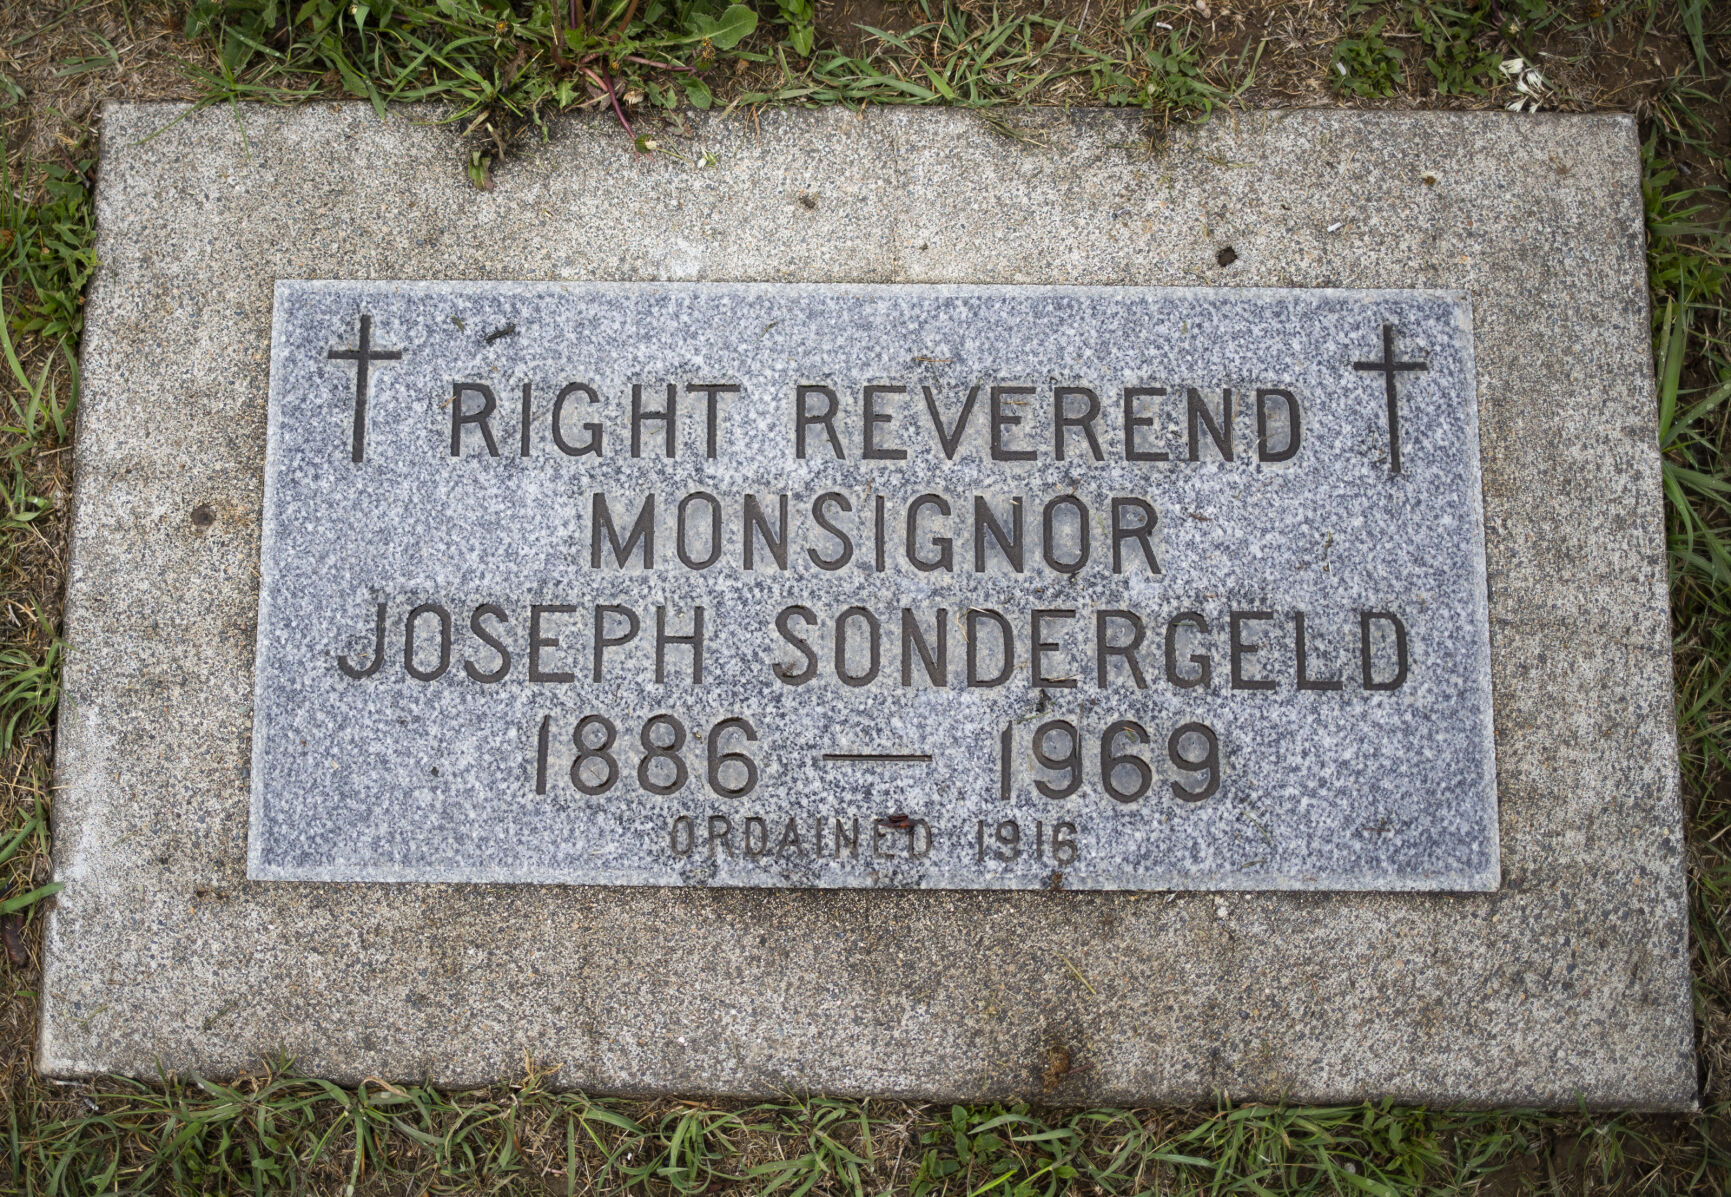 RIGHT REVEREND
MONSIGNOR
JOSEPH SONDERGELD
1886 — 1969
ORDAINED 1916